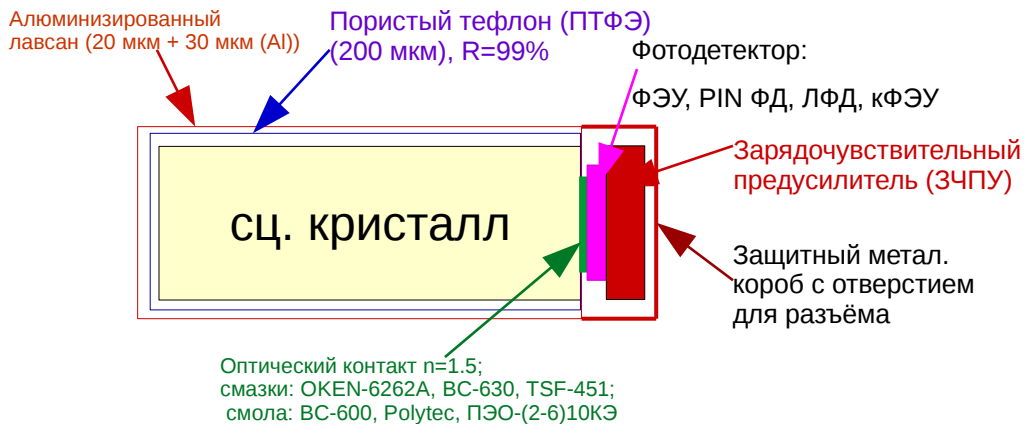 Алюминизированный
лавсан (20 мкм + 30 мкм (Al))
Пористый тефлон (ПТФЭ)
(200 мкм), R=99%
Фотодетектор:
ФЭУ, PIN ФД, ЛФД, кФЭУ
Зарядочувствительный
предусилитель (ЗЧПУ)
сц. кристалл
Защитный метал.
короб с отверстием
для разъёма
Оптический контакт n=1.5;
смазки: OKEN-6262A, BC-630, TSF-451;
смола: BC-600, Polytec, ПЭО-(2-6)10КЭ